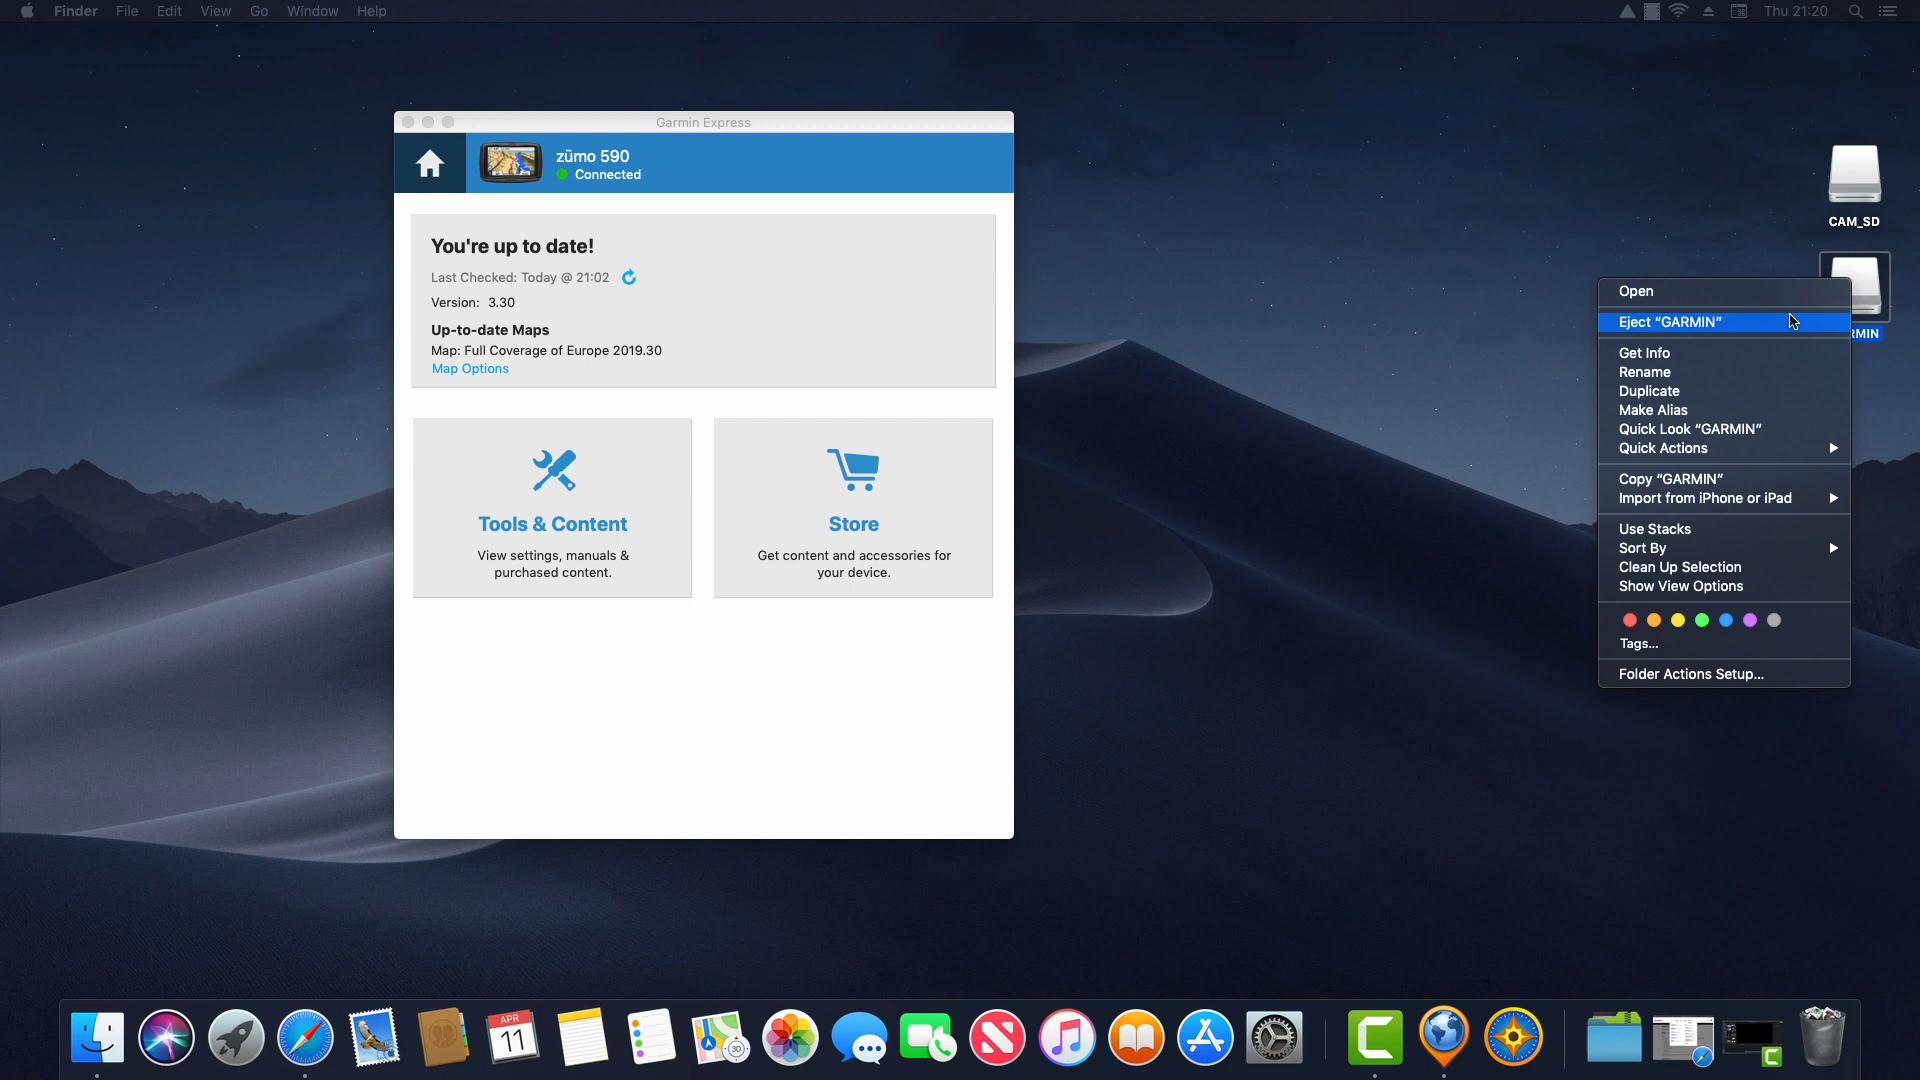 Finder File Edit View Go Window Help
Thu 21:20
Garmin Express
zūmo 590
Connected
You're up to date!
Last Checked: Today @ 21:02
Version: 3.30
Up-to-date Maps
Map: Full Coverage of Europe 2019.30
Map Options
Tools & Content
View settings, manuals &
purchased content.
Store
Get content and accessories for
your device.
CAM_SD
RMIN
Open
Eject “GARMIN”
Get Info
Rename
Duplicate
Make Alias
Quick Look “GARMIN”
Quick Actions
Copy “GARMIN”
Import from iPhone or iPad
Use Stacks
Sort By
Clean Up Selection
Show View Options
Tags...
Folder Actions Setup...
APR
11
3D